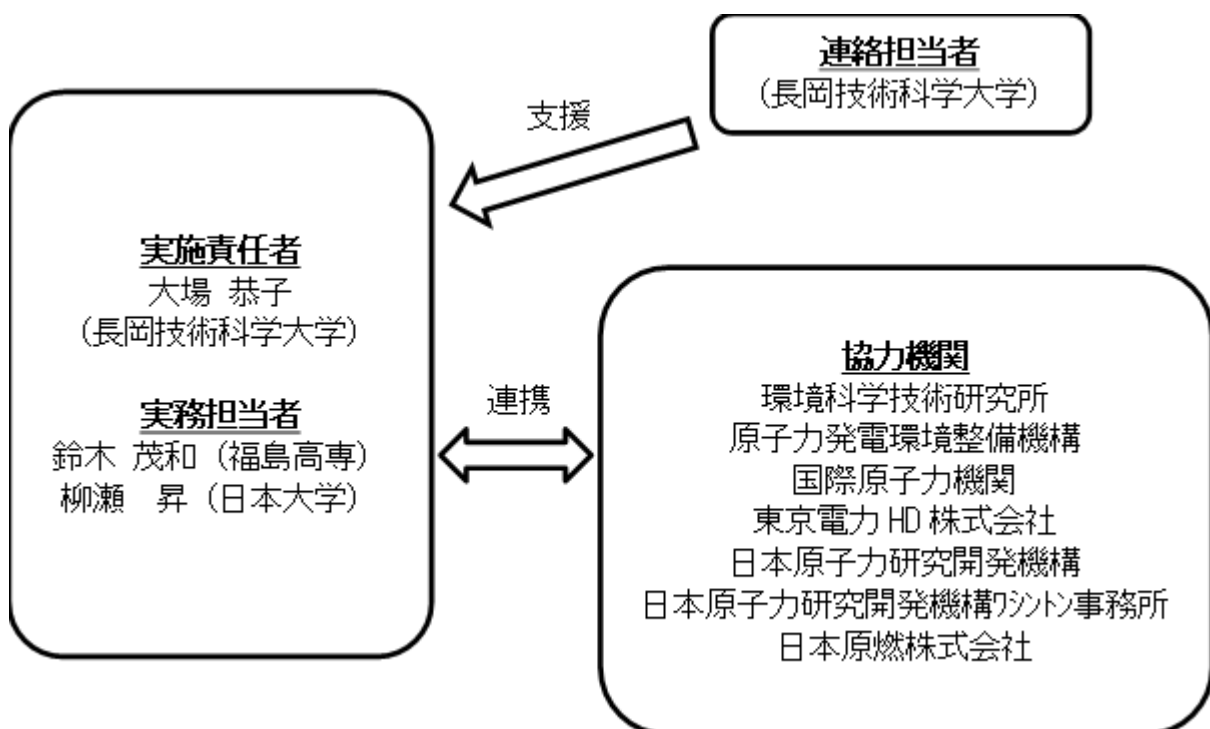 連絡担当者
（長岡技術科学大学）
支援
実施責任者
大場 恭子
（長岡技術科学大学）
実務担当者
鈴木 茂和（福島高専）
柳瀬　昇（日本大学）
連携
協力機関
環境科学技術研究所
原子力発電環境整備機構
国際原子力機関
東京電力 HD 株式会社
日本原子力研究開発機構
日本原子力研究開発機構ﾜｼﾝﾄﾝ事務所
日本原燃株式会社